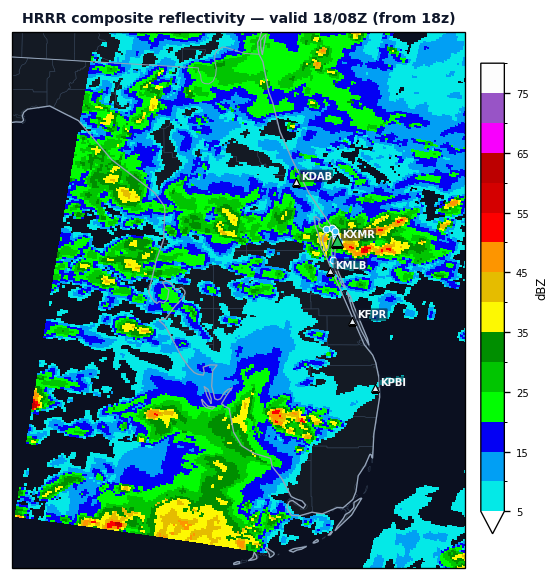 HRRR composite reflectivity — valid 18/08Z (from 18z)
KDAB
KXMR
KMLB
KFPR
KPBI
75
65
55
45
35
25
15
5
dBZ